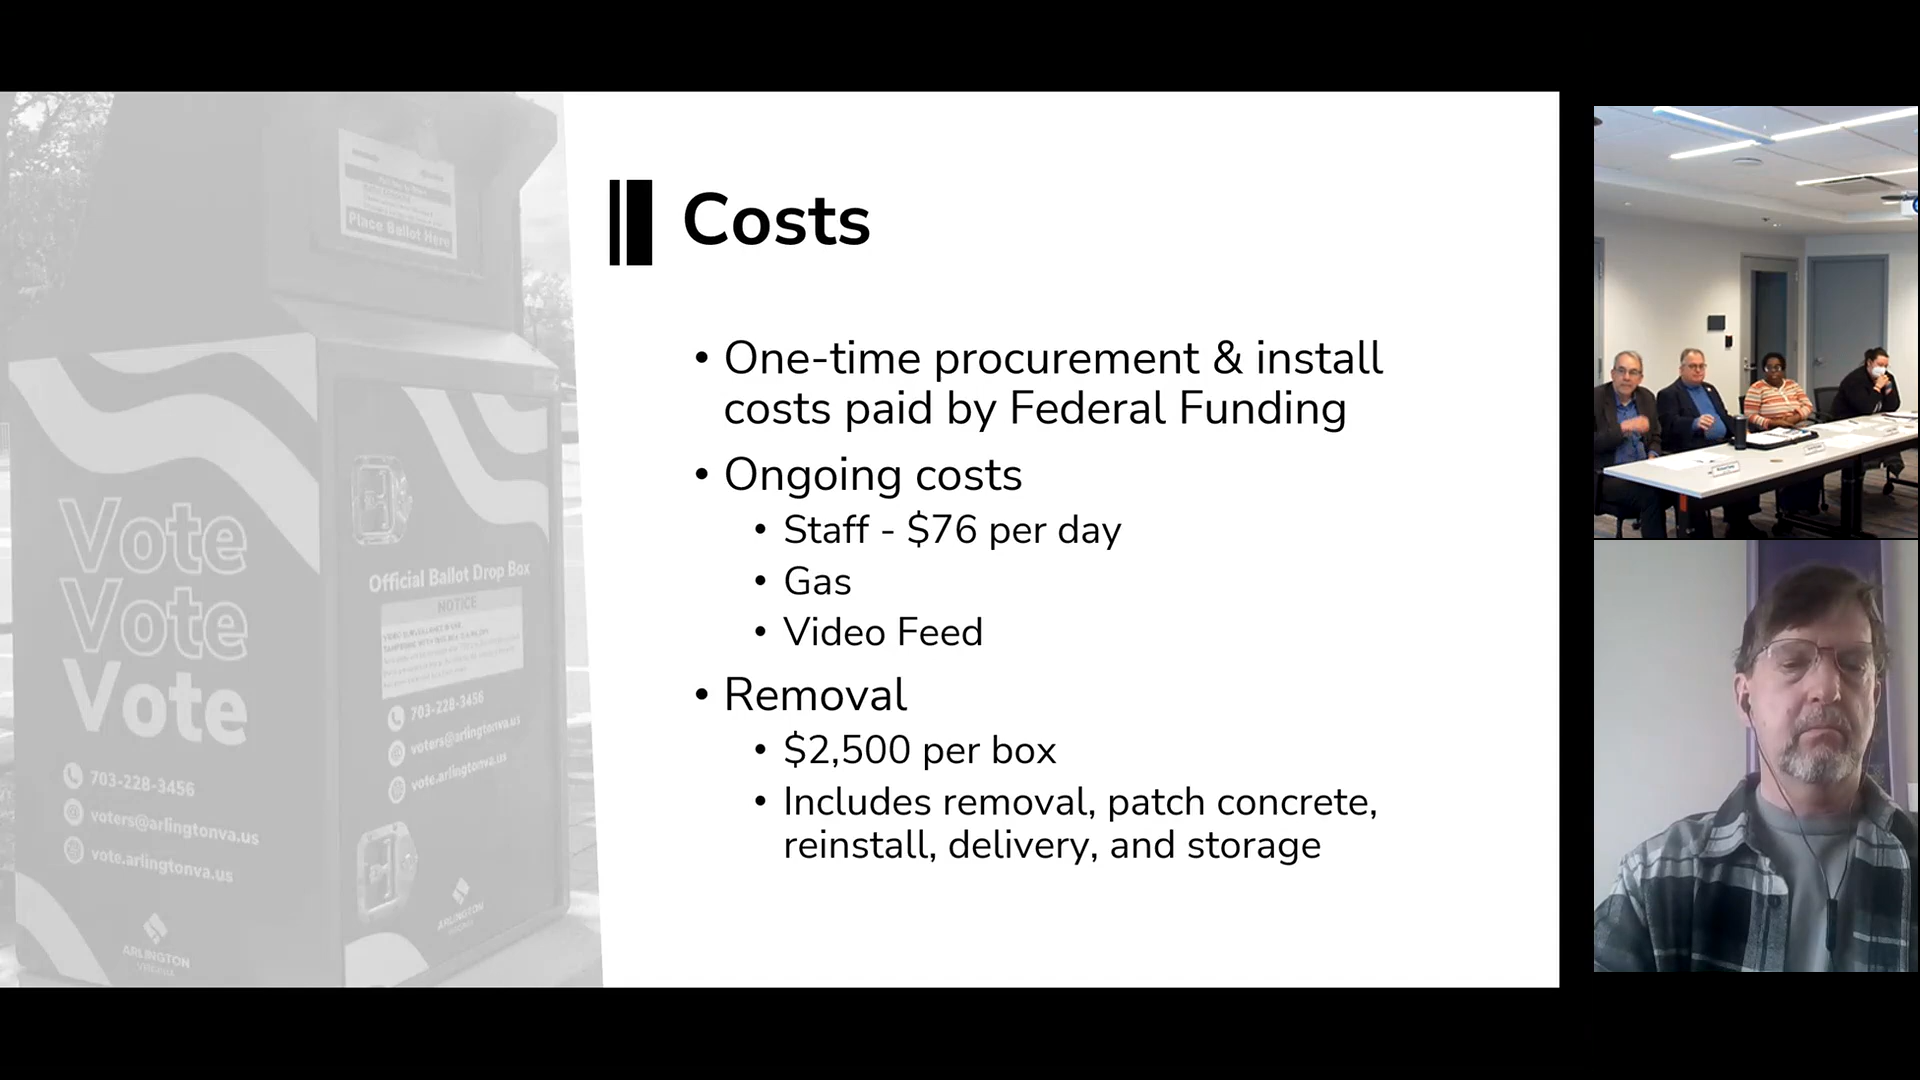 Costs
• One-time procurement & install
costs paid by Federal Funding
• Ongoing costs
• Staff - $76 per day
• Gas
• Video Feed
• Removal
• $2,500 per box
• Includes removal, patch concrete,
reinstall, delivery, and storage
Place Ballot Here
Vote
Vote
Vote
703-228-3456
voters@arlingtonva.us
vote.arlingtonva.us
ARLINGTON
VIRGINIA
Official Ballot Drop Box
NOTICE
703-228-3456
voters@arlingtonva.us
vote.arlingtonva.us
ARLINGTON
VIRGINIA